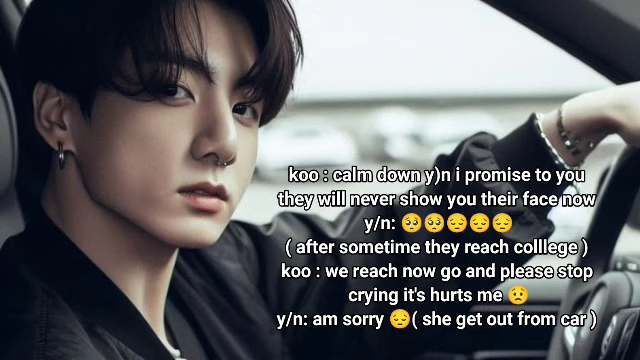 koo : calm down y)n i promise to you
they will never show you their face now
y/n: 🥺🥺😔😔😔
( after sometime they reach colllege )
koo : we reach now go and please stop
crying it's hurts me 😟
y/n: am sorry 😔( she get out from car )